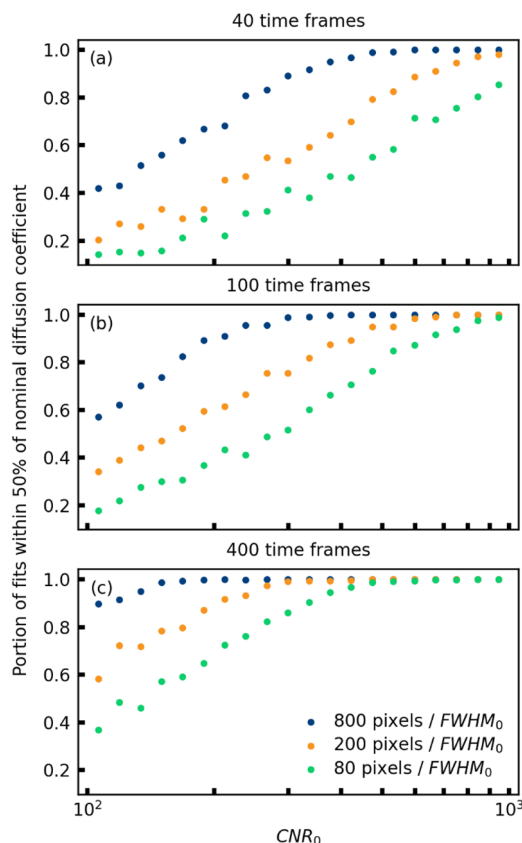 40 time frames
(a)
1.0
0.8
0.6
0.4
0.2
100 time frames
(b)
1.0
0.8
0.6
0.4
0.2
400 time frames
(c)
1.0
0.8
0.6
0.4
0.2
800 pixels / FWHM₀
200 pixels / FWHM₀
80 pixels / FWHM₀
10² 10³
CNR₀
Portion of fits within 50% of nominal diffusion coefficient